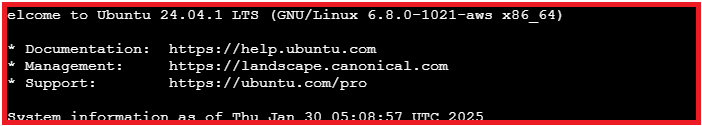 elcome to Ubuntu 24.04.1 LTS (GNU/Linux 6.8.0-1021-aws x86_64)
* Documentation:  https://help.ubuntu.com
* Management:     https://landscape.canonical.com
* Support:        https://ubuntu.com/pro
System information as of Thu Jan 30 05:08:57 UTC 2025